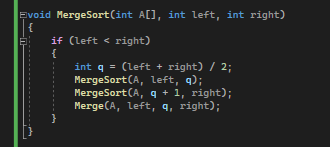 void MergeSort(int A[], int left, int right)
{
if (left < right)
{
int q = (left + right) / 2;
MergeSort(A, left, q);
MergeSort(A, q + 1, right);
Merge(A, left, q, right);
}
}